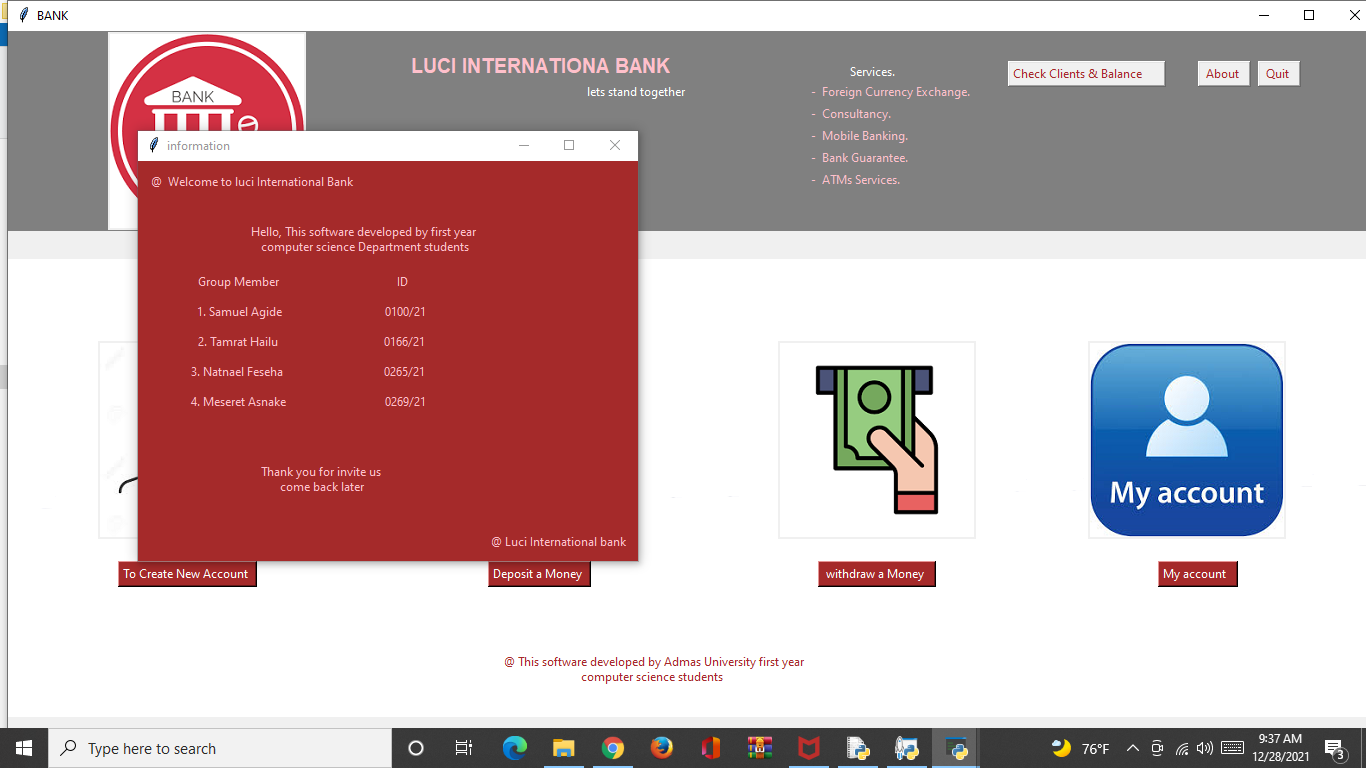 BANK
LUCI INTERNATIONA BANK
lets stand together
BANK
Services.
- Foreign Currency Exchange.
- Consultancy.
- Mobile Banking.
- Bank Guarantee.
- ATMs Services.
Check Clients & Balance
About
Quit
information
@ Welcome to luci International Bank
Hello, This software developed by first year
computer science Department students
Group Member ID
1. Samuel Agide 0100/21
2. Tamrat Hailu 0166/21
3. Natnael Feseha 0265/21
4. Meseret Asnake 0269/21
Thank you for invite us
come back later
@ Luci International bank
My account
To Create New Account
Deposit a Money
withdraw a Money
My account
@ This software developed by Admas University first year
computer science students
Type here to search
76°F
9:37 AM
12/28/2021
3